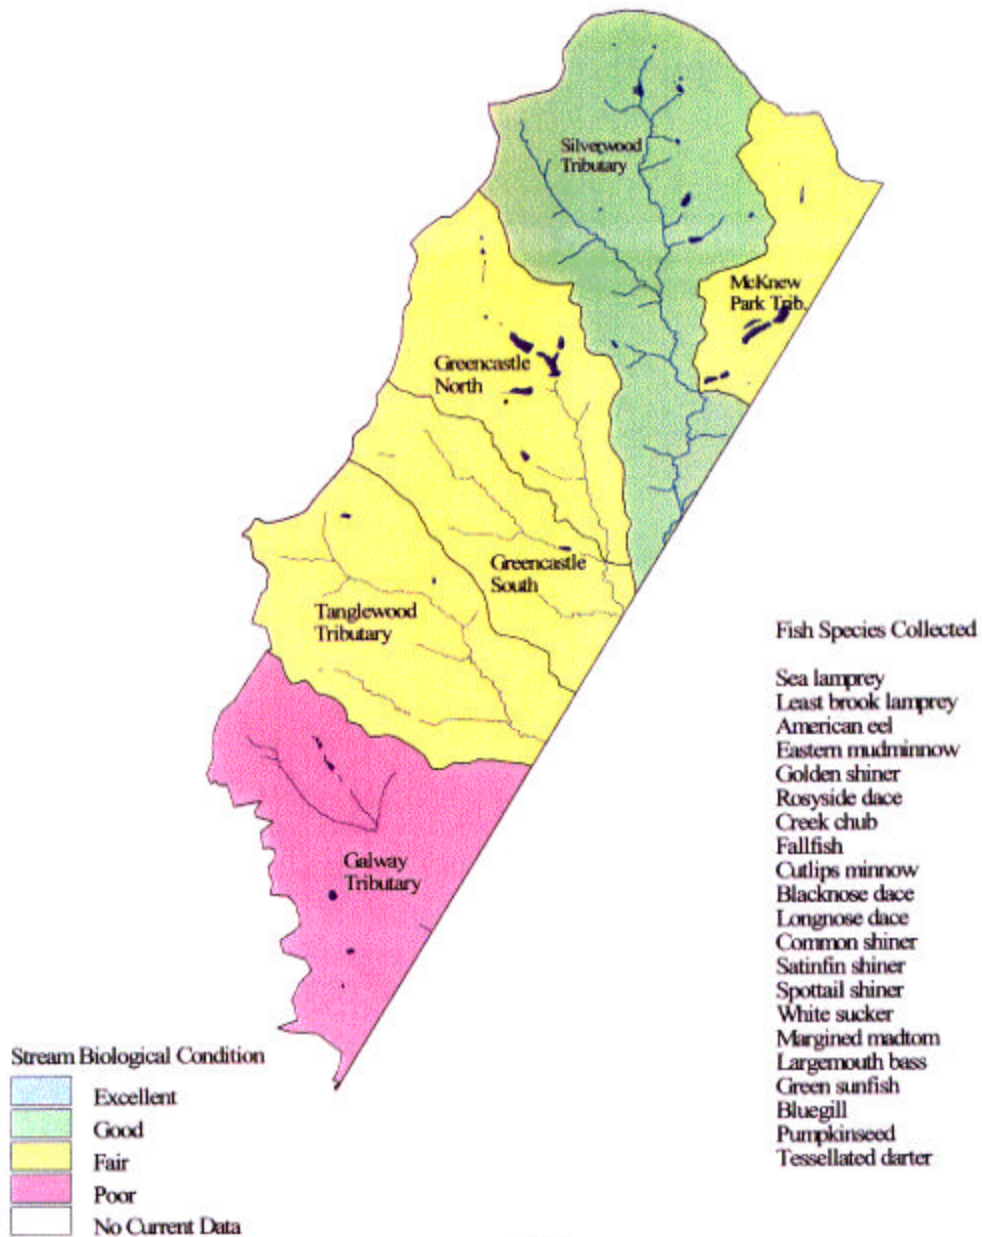 Silverwood
Tributary
McKnew
Park Trib.
Greencastle
North
Greencastle
South
Tanglewood
Tributary
Galway
Tributary
Fish Species Collected
Sea lamprey
Least brook lamprey
American eel
Eastern mudminnow
Golden shiner
Rosyside dace
Creek chub
Fallfish
Cutlips minnow
Blacknose dace
Longnose dace
Common shiner
Satinfin shiner
Spottail shiner
White sucker
Margined madtom
Largemouth bass
Green sunfish
Bluegill
Pumpkinseed
Tessellated darter
Stream Biological Condition
Excellent
Good
Fair
Poor
No Current Data